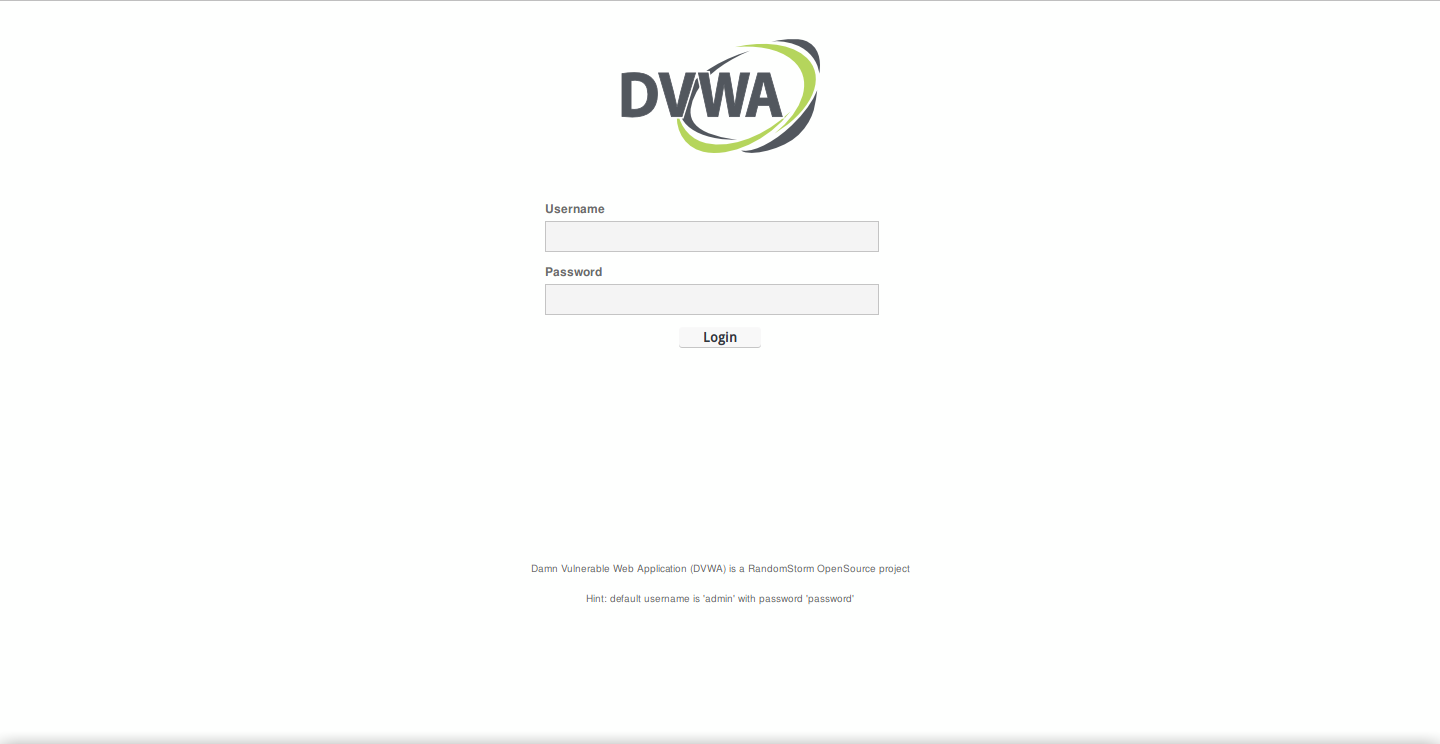 DVWA
Username
Password
Login
Damn Vulnerable Web Application (DVWA) is a RandomStorm OpenSource project
Hint: default username is 'admin' with password 'password'